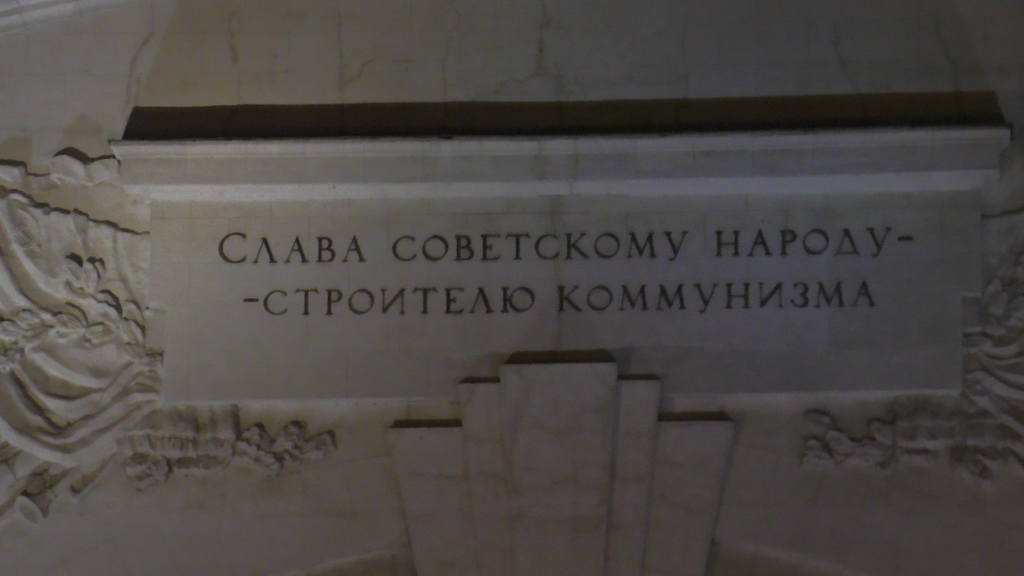 СЛАВА СОВЕТСКОМУ НАРОДУ-
-СТРОИТЕЛЮ КОММУНИЗМА